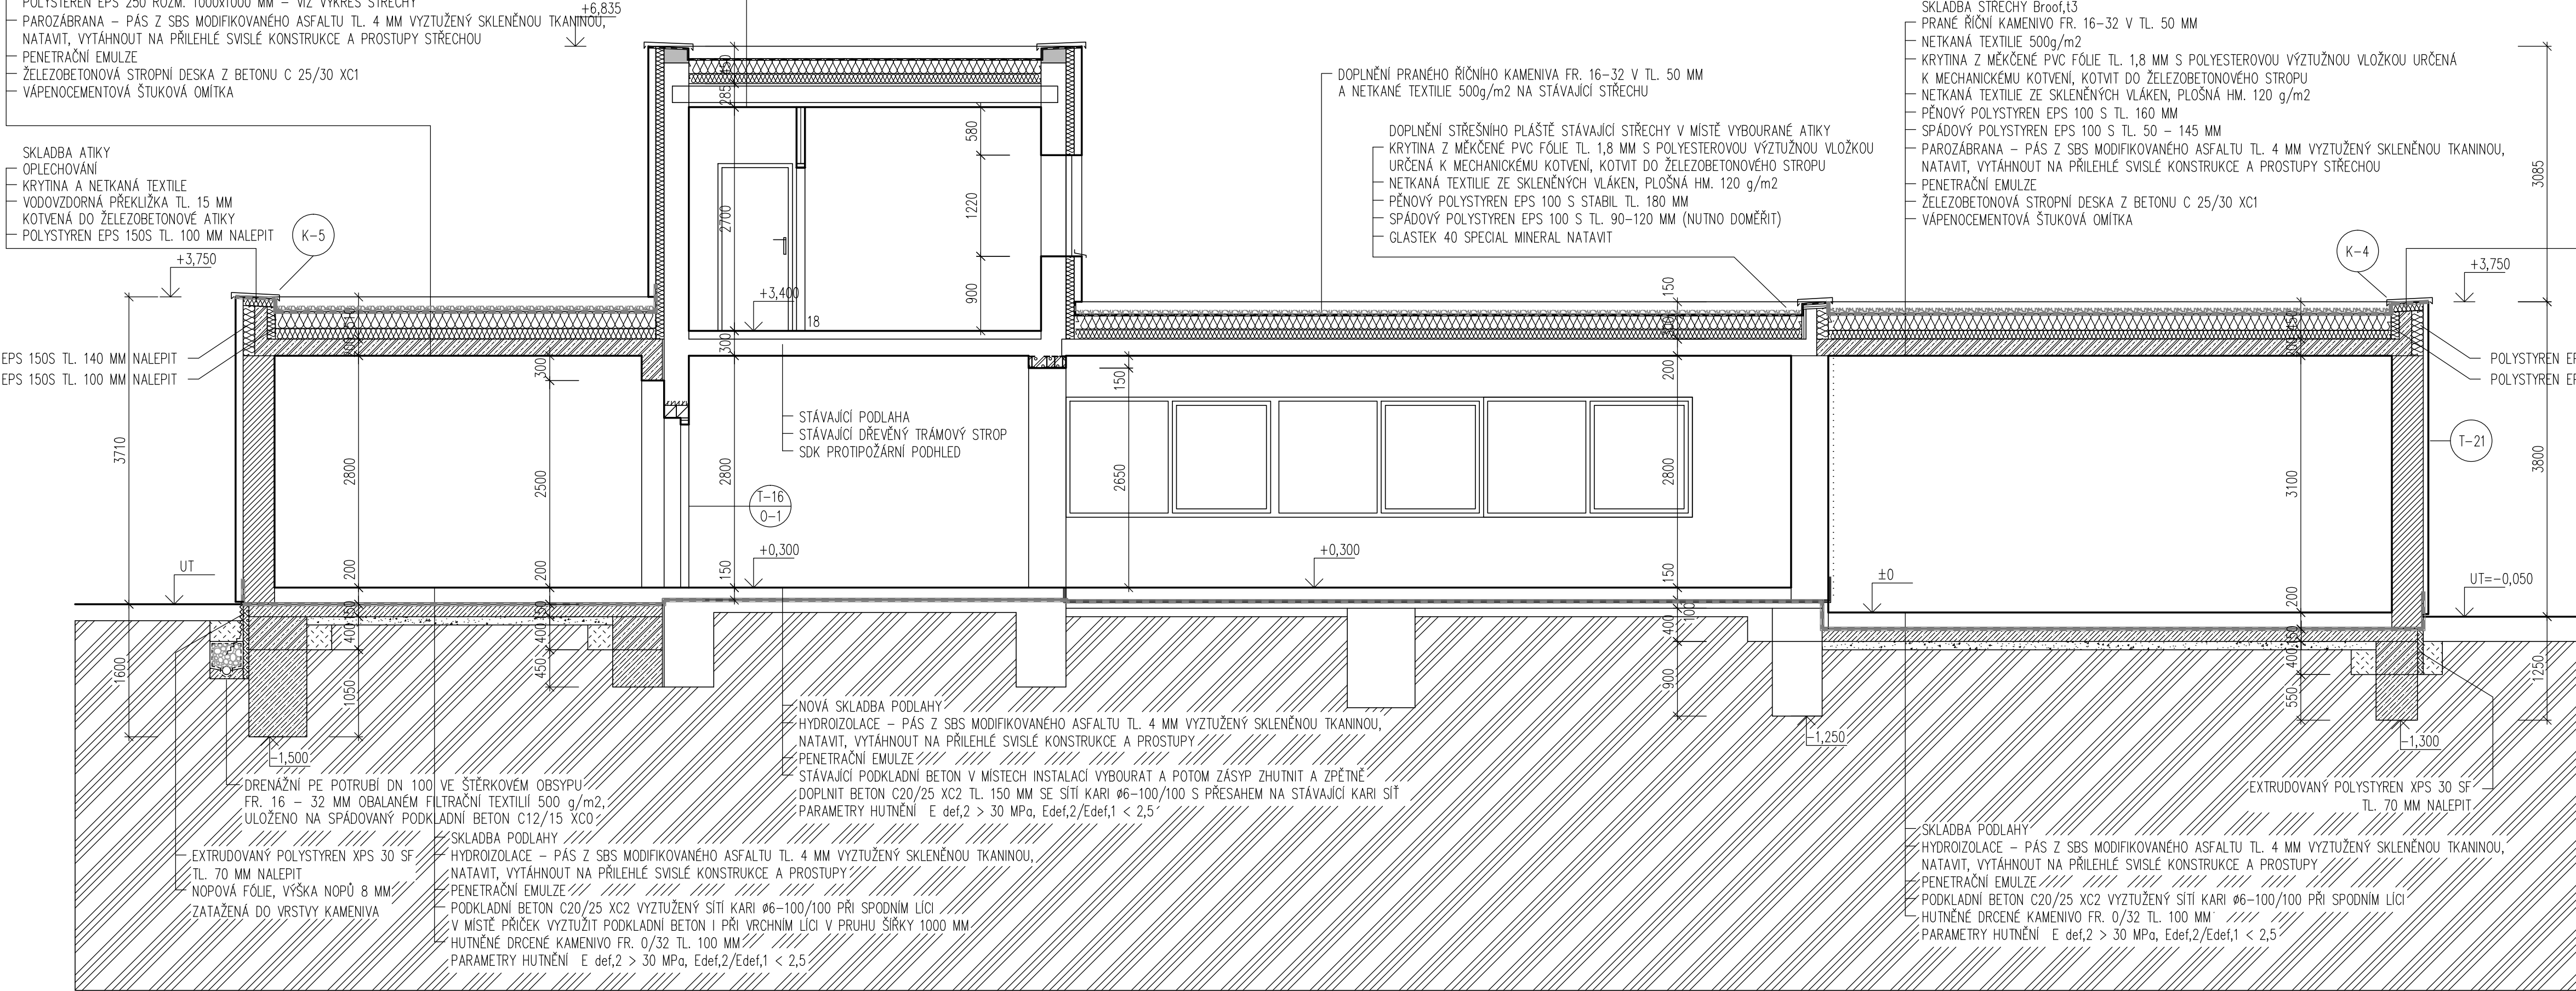 POLYSTEREN EPS 250 ROZM. 1000x1000 MM – VIZ VÝKRES STŘECHY
PAROZÁBRANA – PÁS Z SBS MODIFIKOVANÉHO ASFALTU TL. 4 MM VYZTUŽENÝ SKLENĚNOU TKANINOU,
NATAVIT, VYTÁHNOUT NA PŘILEHLÉ SVISLÉ KONSTRUKCE A PROSTUPY STŘECHOU
PENETRAČNÍ EMULZE
ŽELEZOBETONOVÁ STROPNÍ DESKA Z BETONU C 25/30 XC1
VÁPENOCEMENTOVÁ ŠTUKOVÁ OMÍTKA
+6,835
SKLADBA ATIKY
OPLECHOVÁNÍ
KRYTINA A NETKANÁ TEXTILE
VODOVZDORNÁ PŘEKLIŽKA TL. 15 MM
KOTVENÁ DO ŽELEZOBETONOVÉ ATIKY
POLYSTYREN EPS 150S TL. 100 MM NALEPIT
K-5
+3,750
DOPLNĚNÍ PRANÉHO ŘÍČNÍHO KAMENIVA FR. 16–32 V TL. 50 MM
A NETKANÉ TEXTILIE 500g/m2 NA STÁVAJÍCÍ STŘECHU
DOPLNĚNÍ STŘEŠNÍHO PLÁŠTĚ STÁVAJÍCÍ STŘECHY V MÍSTĚ VYBOURANÉ ATIKY
KRYTINA Z MĚKČENÉ PVC FÓLIE TL. 1,8 MM S POLYESTEROVOU VÝZTUŽNOU VLOŽKOU
URČENÁ K MECHANICKÉMU KOTVENÍ, KOTVIT DO ŽELEZOBETONOVÉHO STROPU
NETKANÁ TEXTILIE ZE SKLENĚNÝCH VLÁKEN, PLOŠNÁ HM. 120 g/m2
PĚNOVÝ POLYSTYREN EPS 100 S STABIL TL. 180 MM
SPÁDOVÝ POLYSTYREN EPS 100 S TL. 90–120 MM (NUTNO DOMĚŘIT)
GLASTEK 40 SPECIAL MINERAL NATAVIT
SKLADBA STŘECHY Broof,t3
PRANÉ ŘÍČNÍ KAMENIVO FR. 16–32 V TL. 50 MM
NETKANÁ TEXTILIE 500g/m2
KRYTINA Z MĚKČENÉ PVC FÓLIE TL. 1,8 MM S POLYESTEROVOU VÝZTUŽNOU VLOŽKOU URČENÁ
K MECHANICKÉMU KOTVENÍ, KOTVIT DO ŽELEZOBETONOVÉHO STROPU
NETKANÁ TEXTILIE ZE SKLENĚNÝCH VLÁKEN, PLOŠNÁ HM. 120 g/m2
PĚNOVÝ POLYSTYREN EPS 100 S TL. 160 MM
SPÁDOVÝ POLYSTYREN EPS 100 S TL. 50 – 145 MM
PAROZÁBRANA – PÁS Z SBS MODIFIKOVANÉHO ASFALTU TL. 4 MM VYZTUŽENÝ SKLENĚNOU TKANINOU,
NATAVIT, VYTÁHNOUT NA PŘILEHLÉ SVISLÉ KONSTRUKCE A PROSTUPY STŘECHOU
PENETRAČNÍ EMULZE
ŽELEZOBETONOVÁ STROPNÍ DESKA Z BETONU C 25/30 XC1
VÁPENOCEMENTOVÁ ŠTUKOVÁ OMÍTKA
K-4
+3,750
450
285
2700
300
580
1220
900
+3,400
18
150
3085
EPS 150S TL. 140 MM NALEPIT
EPS 150S TL. 100 MM NALEPIT
POLYSTYREN EP
POLYSTYREN EP
300
200
150
STÁVAJÍCÍ PODLAHA
STÁVAJÍCÍ DŘEVĚNÝ TRÁMOVÝ STROP
SDK PROTIPOŽÁRNÍ PODHLED
T-16
O-1
T-21
3710
2800
2500
2800
2650
2800
3100
3800
UT
200
200
150
+0,300
+0,300
150
±0
200
UT=–0,050
1600
150
400
1050
150
400
450
100
400
900
150
400
550
1250
–1,500
–1,250
–1,300
NOVÁ SKLADBA PODLAHY
HYDROIZOLACE – PÁS Z SBS MODIFIKOVANÉHO ASFALTU TL. 4 MM VYZTUŽENÝ SKLENĚNOU TKANINOU,
NATAVIT, VYTÁHNOUT NA PŘILEHLÉ SVISLÉ KONSTRUKCE A PROSTUPY
PENETRAČNÍ EMULZE
STÁVAJÍCÍ PODKLADNÍ BETON V MÍSTECH INSTALACÍ VYBOURAT A POTOM ZÁSYP ZHUTNIT A ZPĚTNĚ
DOPLNIT BETON C20/25 XC2 TL. 150 MM SE SÍTÍ KARI ø6–100/100 S PŘESAHEM NA STÁVAJÍCÍ KARI SÍŤ
PARAMETRY HUTNĚNÍ E def,2 > 30 MPa, Edef,2/Edef,1 < 2,5
DRENÁŽNÍ PE POTRUBÍ DN 100 VE ŠTĚRKOVÉM OBSYPU
FR. 16 – 32 MM OBALANÉM FILTRAČNÍ TEXTILIÍ 500 g/m2,
ULOŽENO NA SPÁDOVANÝ PODKLADNÍ BETON C12/15 XC0
EXTRUDOVANÝ POLYSTYREN XPS 30 SF
TL. 70 MM NALEPIT
NOPOVÁ FÓLIE, VÝŠKA NOPŮ 8 MM
ZATAŽENÁ DO VRSTVY KAMENIVA
SKLADBA PODLAHY
HYDROIZOLACE – PÁS Z SBS MODIFIKOVANÉHO ASFALTU TL. 4 MM VYZTUŽENÝ SKLENĚNOU TKANINOU,
NATAVIT, VYTÁHNOUT NA PŘILEHLÉ SVISLÉ KONSTRUKCE A PROSTUPY
PENETRAČNÍ EMULZE
PODKLADNÍ BETON C20/25 XC2 VYZTUŽENÝ SÍTÍ KARI ø6–100/100 PŘI SPODNÍM LÍCI
V MÍSTĚ PŘÍČEK VYZTUŽIT PODKLADNÍ BETON I PŘI VRCHNÍM LÍCI V PRUHU ŠÍŘKY 1000 MM
HUTNĚNÉ DRCENÉ KAMENIVO FR. 0/32 TL. 100 MM
PARAMETRY HUTNĚNÍ E def,2 > 30 MPa, Edef,2/Edef,1 < 2,5
EXTRUDOVANÝ POLYSTYREN XPS 30 SF
TL. 70 MM NALEPIT
SKLADBA PODLAHY
HYDROIZOLACE – PÁS Z SBS MODIFIKOVANÉHO ASFALTU TL. 4 MM VYZTUŽENÝ SKLENĚNOU TKANINOU,
NATAVIT, VYTÁHNOUT NA PŘILEHLÉ SVISLÉ KONSTRUKCE A PROSTUPY
PENETRAČNÍ EMULZE
PODKLADNÍ BETON C20/25 XC2 VYZTUŽENÝ SÍTÍ KARI ø6–100/100 PŘI SPODNÍM LÍCI
HUTNĚNÉ DRCENÉ KAMENIVO FR. 0/32 TL. 100 MM
PARAMETRY HUTNĚNÍ E def,2 > 30 MPa, Edef,2/Edef,1 < 2,5